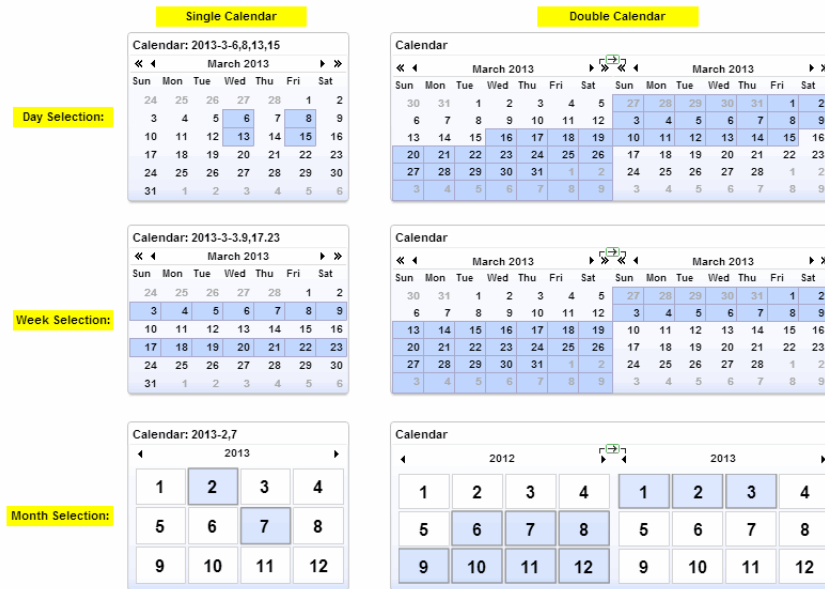 Single Calendar
Double Calendar
Day Selection:
Calendar: 2013-3-6,8,13,15
March 2013
Sun Mon Tue Wed Thu Fri Sat
24 25 26 27 28 1 2
3 4 5 6 7 8 9
10 11 12 13 14 15 16
17 18 19 20 21 22 23
24 25 26 27 28 29 30
31 1 2 3 4 5 6
Calendar
March 2013
March 2013
Sun Mon Tue Wed Thu Fri Sat
Sun Mon Tue Wed Thu Fri Sat
30 31 1 2 3 4 5
27 28 29 30 31 1 2
6 7 8 9 10 11 12
3 4 5 6 7 8 9
13 14 15 16 17 18 19
10 11 12 13 14 15 16
20 21 22 23 24 25 26
17 18 19 20 21 22 23
27 28 29 30 31 1 2
24 25 26 27 28 1 2
3 4 5 6 7 8 9
3 4 5 6 7 8 9
Week Selection:
Calendar: 2013-3-3.9,17.23
March 2013
Sun Mon Tue Wed Thu Fri Sat
24 25 26 27 28 1 2
3 4 5 6 7 8 9
10 11 12 13 14 15 16
17 18 19 20 21 22 23
24 25 26 27 28 29 30
31 1 2 3 4 5 6
Calendar
March 2013
March 2013
Sun Mon Tue Wed Thu Fri Sat
Sun Mon Tue Wed Thu Fri Sat
30 31 1 2 3 4 5
27 28 29 30 31 1 2
6 7 8 9 10 11 12
3 4 5 6 7 8 9
13 14 15 16 17 18 19
10 11 12 13 14 15 16
20 21 22 23 24 25 26
17 18 19 20 21 22 23
27 28 29 30 31 1 2
24 25 26 27 28 1 2
3 4 5 6 7 8 9
3 4 5 6 7 8 9
Month Selection:
Calendar: 2013-2,7
2013
1 2 3 4
5 6 7 8
9 10 11 12
Calendar
2012
2013
1 2 3 4
1 2 3 4
5 6 7 8
5 6 7 8
9 10 11 12
9 10 11 12